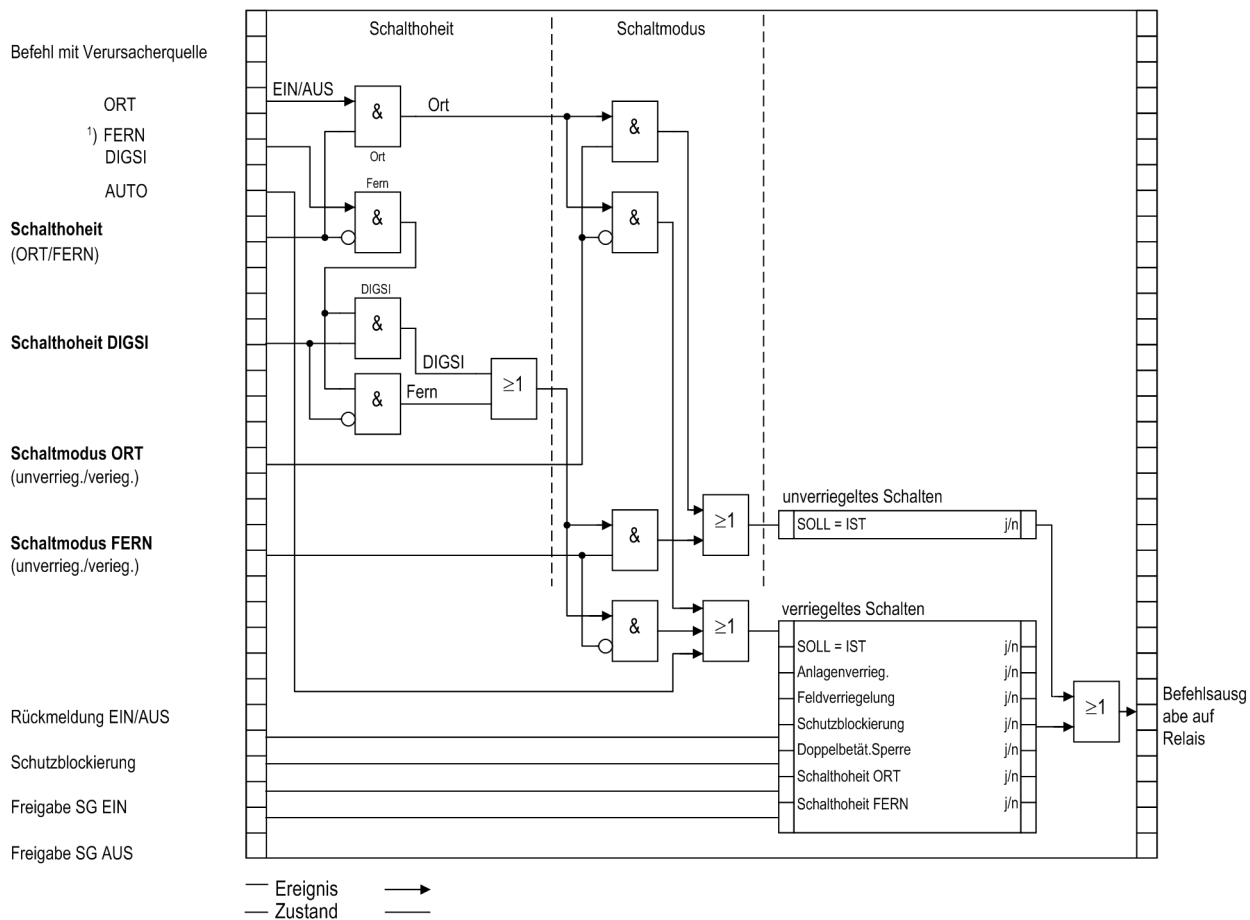 Schalthoheit
Schaltmodus
Befehl mit Verursacherquelle
EIN/AUS
ORT
&
Ort
&
¹) FERN
DIGSI
Ort
AUTO
Fern
&
&
Schalthoheit
(ORT/FERN)
DIGSI
&
Schalthoheit DIGSI
DIGSI
≥1
Fern
&
Schaltmodus ORT
(unverrieg./verieg.)
unverriegeltes Schalten
≥1
SOLL = IST j/n
&
Schaltmodus FERN
(unverrieg./verieg.)
verriegeltes Schalten
&
≥1
SOLL = IST j/n
Anlagenverrieg. j/n
Feldverriegelung j/n
Schutzblockierung j/n
Doppelbetät.Sperre j/n
Schalthoheit ORT j/n
Schalthoheit FERN j/n
≥1
Befehlsausg
abe auf
Relais
Rückmeldung EIN/AUS
Schutzblockierung
Freigabe SG EIN
Freigabe SG AUS
Ereignis
Zustand